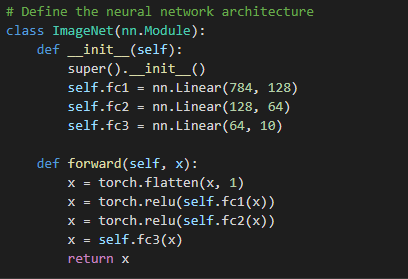 # Define the neural network architecture
class ImageNet(nn.Module):
    def __init__(self):
        super().__init__()
        self.fc1 = nn.Linear(784, 128)
        self.fc2 = nn.Linear(128, 64)
        self.fc3 = nn.Linear(64, 10)

    def forward(self, x):
        x = torch.flatten(x, 1)
        x = torch.relu(self.fc1(x))
        x = torch.relu(self.fc2(x))
        x = self.fc3(x)
        return x